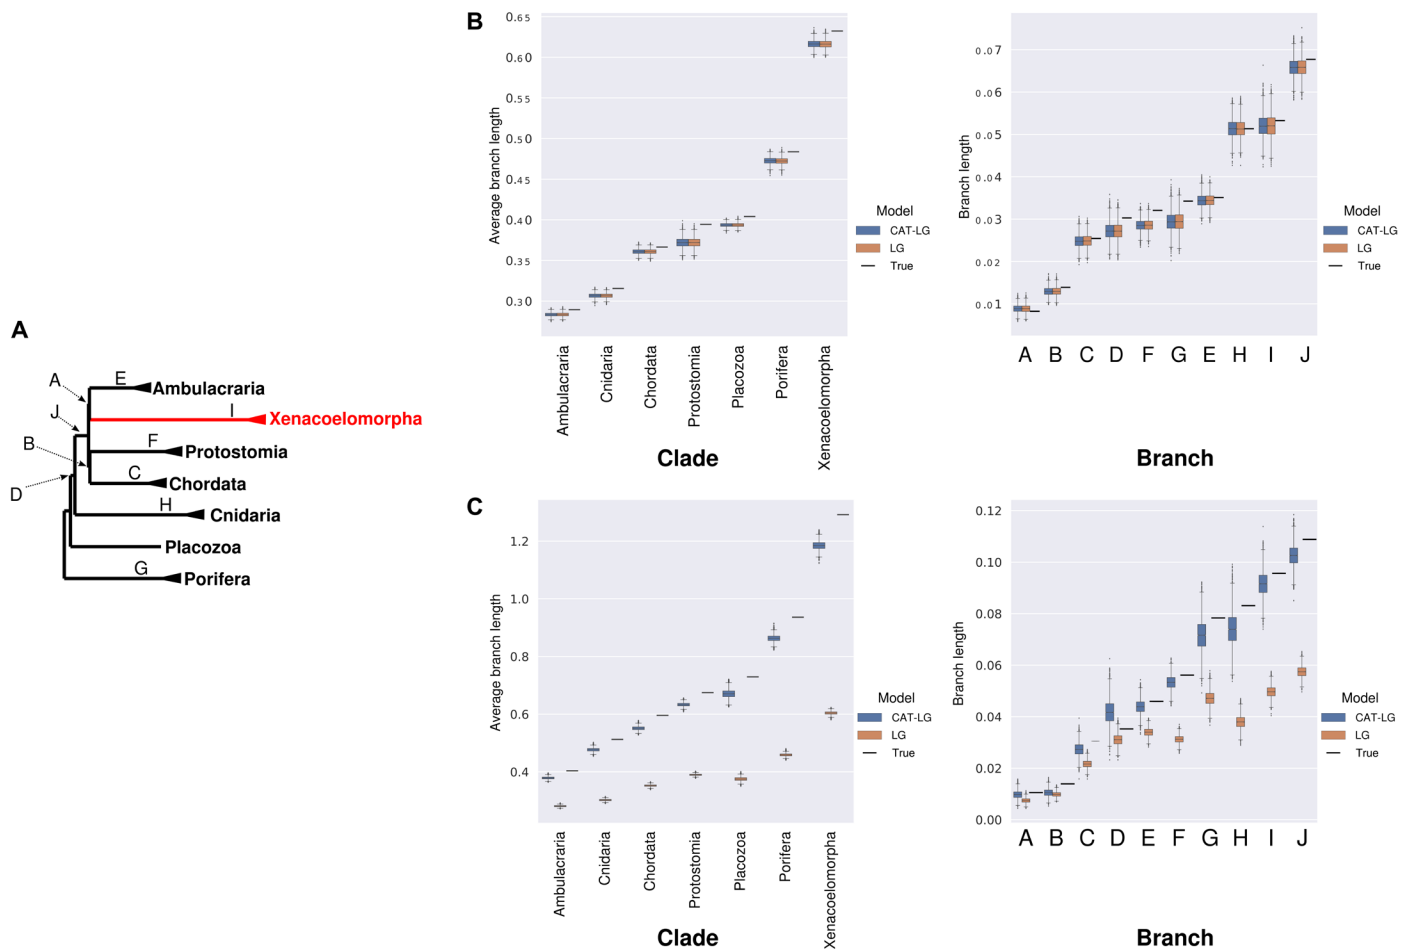 A
A
E
Ambulacraria
J
I
Xenacoelomorpha
B
F
Protostomia
D
C
Chordata
H
Cnidaria
Placozoa
G
Porifera
B
Average branch length
0.65
0.60
0.55
0.50
0.45
0.40
0.35
0.30
Ambulacraria
Cnidaria
Chordata
Protostomia
Placozoa
Porifera
Xenacoelomorpha
Clade
Model
CAT-LG
LG
True
Branch length
0.07
0.06
0.05
0.04
0.03
0.02
0.01
A B C D F G E H I J
Branch
Model
CAT-LG
LG
True
C
Average branch length
1.2
1.0
0.8
0.6
0.4
Ambulacraria
Cnidaria
Chordata
Protostomia
Placozoa
Porifera
Xenacoelomorpha
Clade
Model
CAT-LG
LG
True
Branch length
0.12
0.10
0.08
0.06
0.04
0.02
0.00
A B C D E F G H I J
Branch
Model
CAT-LG
LG
True